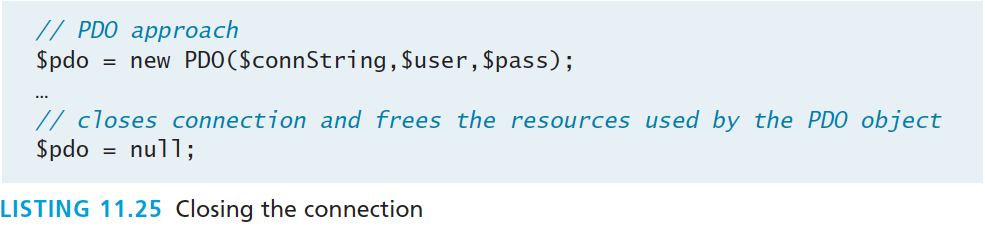 // PDO approach
$pdo = new PDO($connString,$user,$pass);
…
// closes connection and frees the resources used by the PDO object
$pdo = null;
LISTING 11.25 Closing the connection